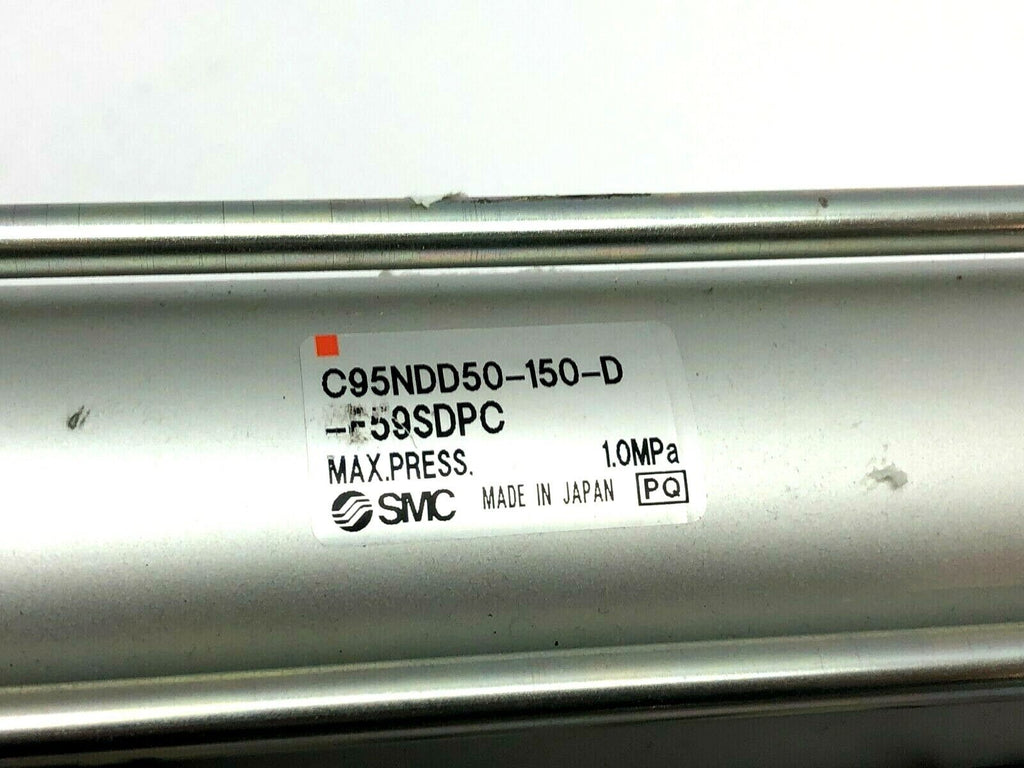 C95NDD50-150-D
-F59SDPC
MAX.PRESS. 1.0MPa
SMC MADE IN JAPAN PQ